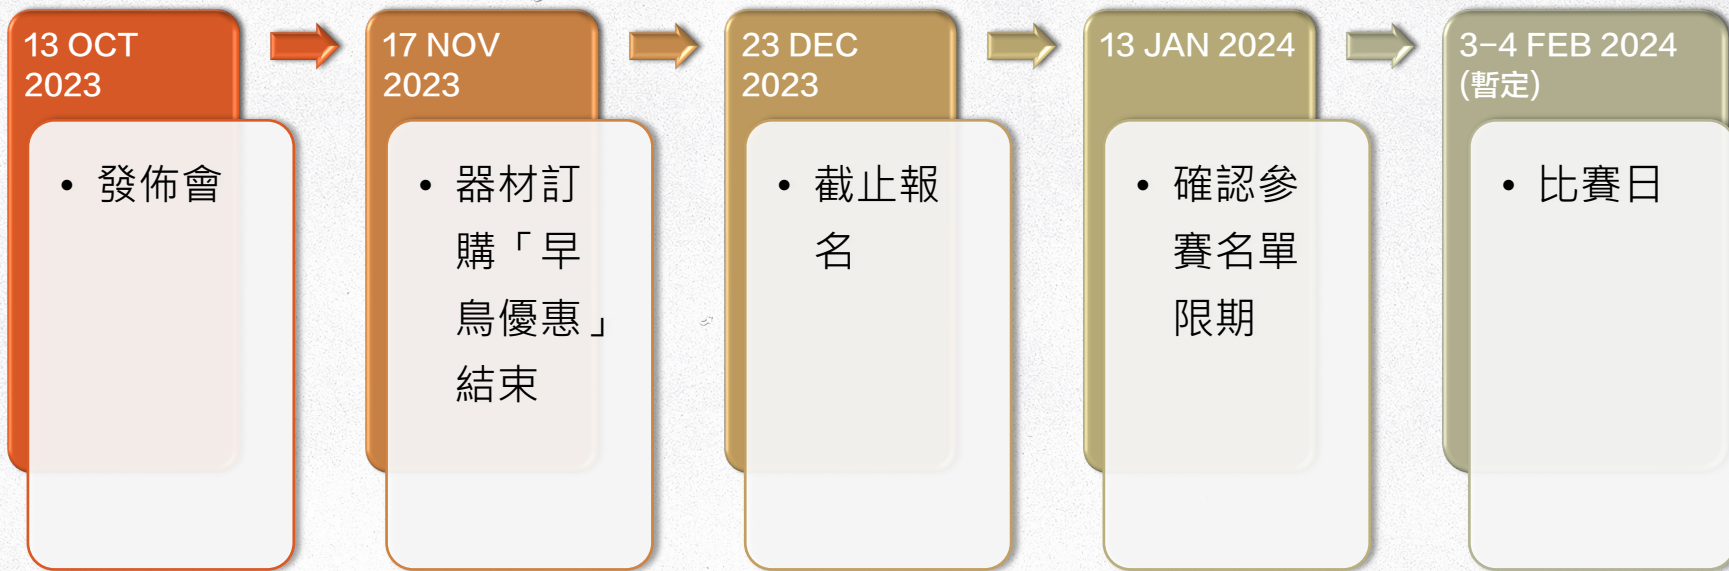 13 OCT
2023
• 發佈會
17 NOV
2023
• 器材訂
購「早
鳥優惠」
結束
23 DEC
2023
• 截止報
名
13 JAN 2024
• 確認參
賽名單
限期
3–4 FEB 2024
(暫定)
• 比賽日